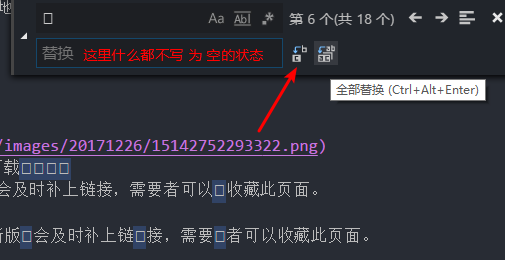 地
□ Aa Abl .* 第 6 个(共 18 个)
替换 这里什么都不写 为 空的状态
全部替换 (Ctrl+Alt+Enter)
/images/20171226/15142752293322.png)
下载□□□□
会及时补上链接，需要者可以□收藏此页面。
新版□会及时补上链□接，需要□者可以收藏此页面。